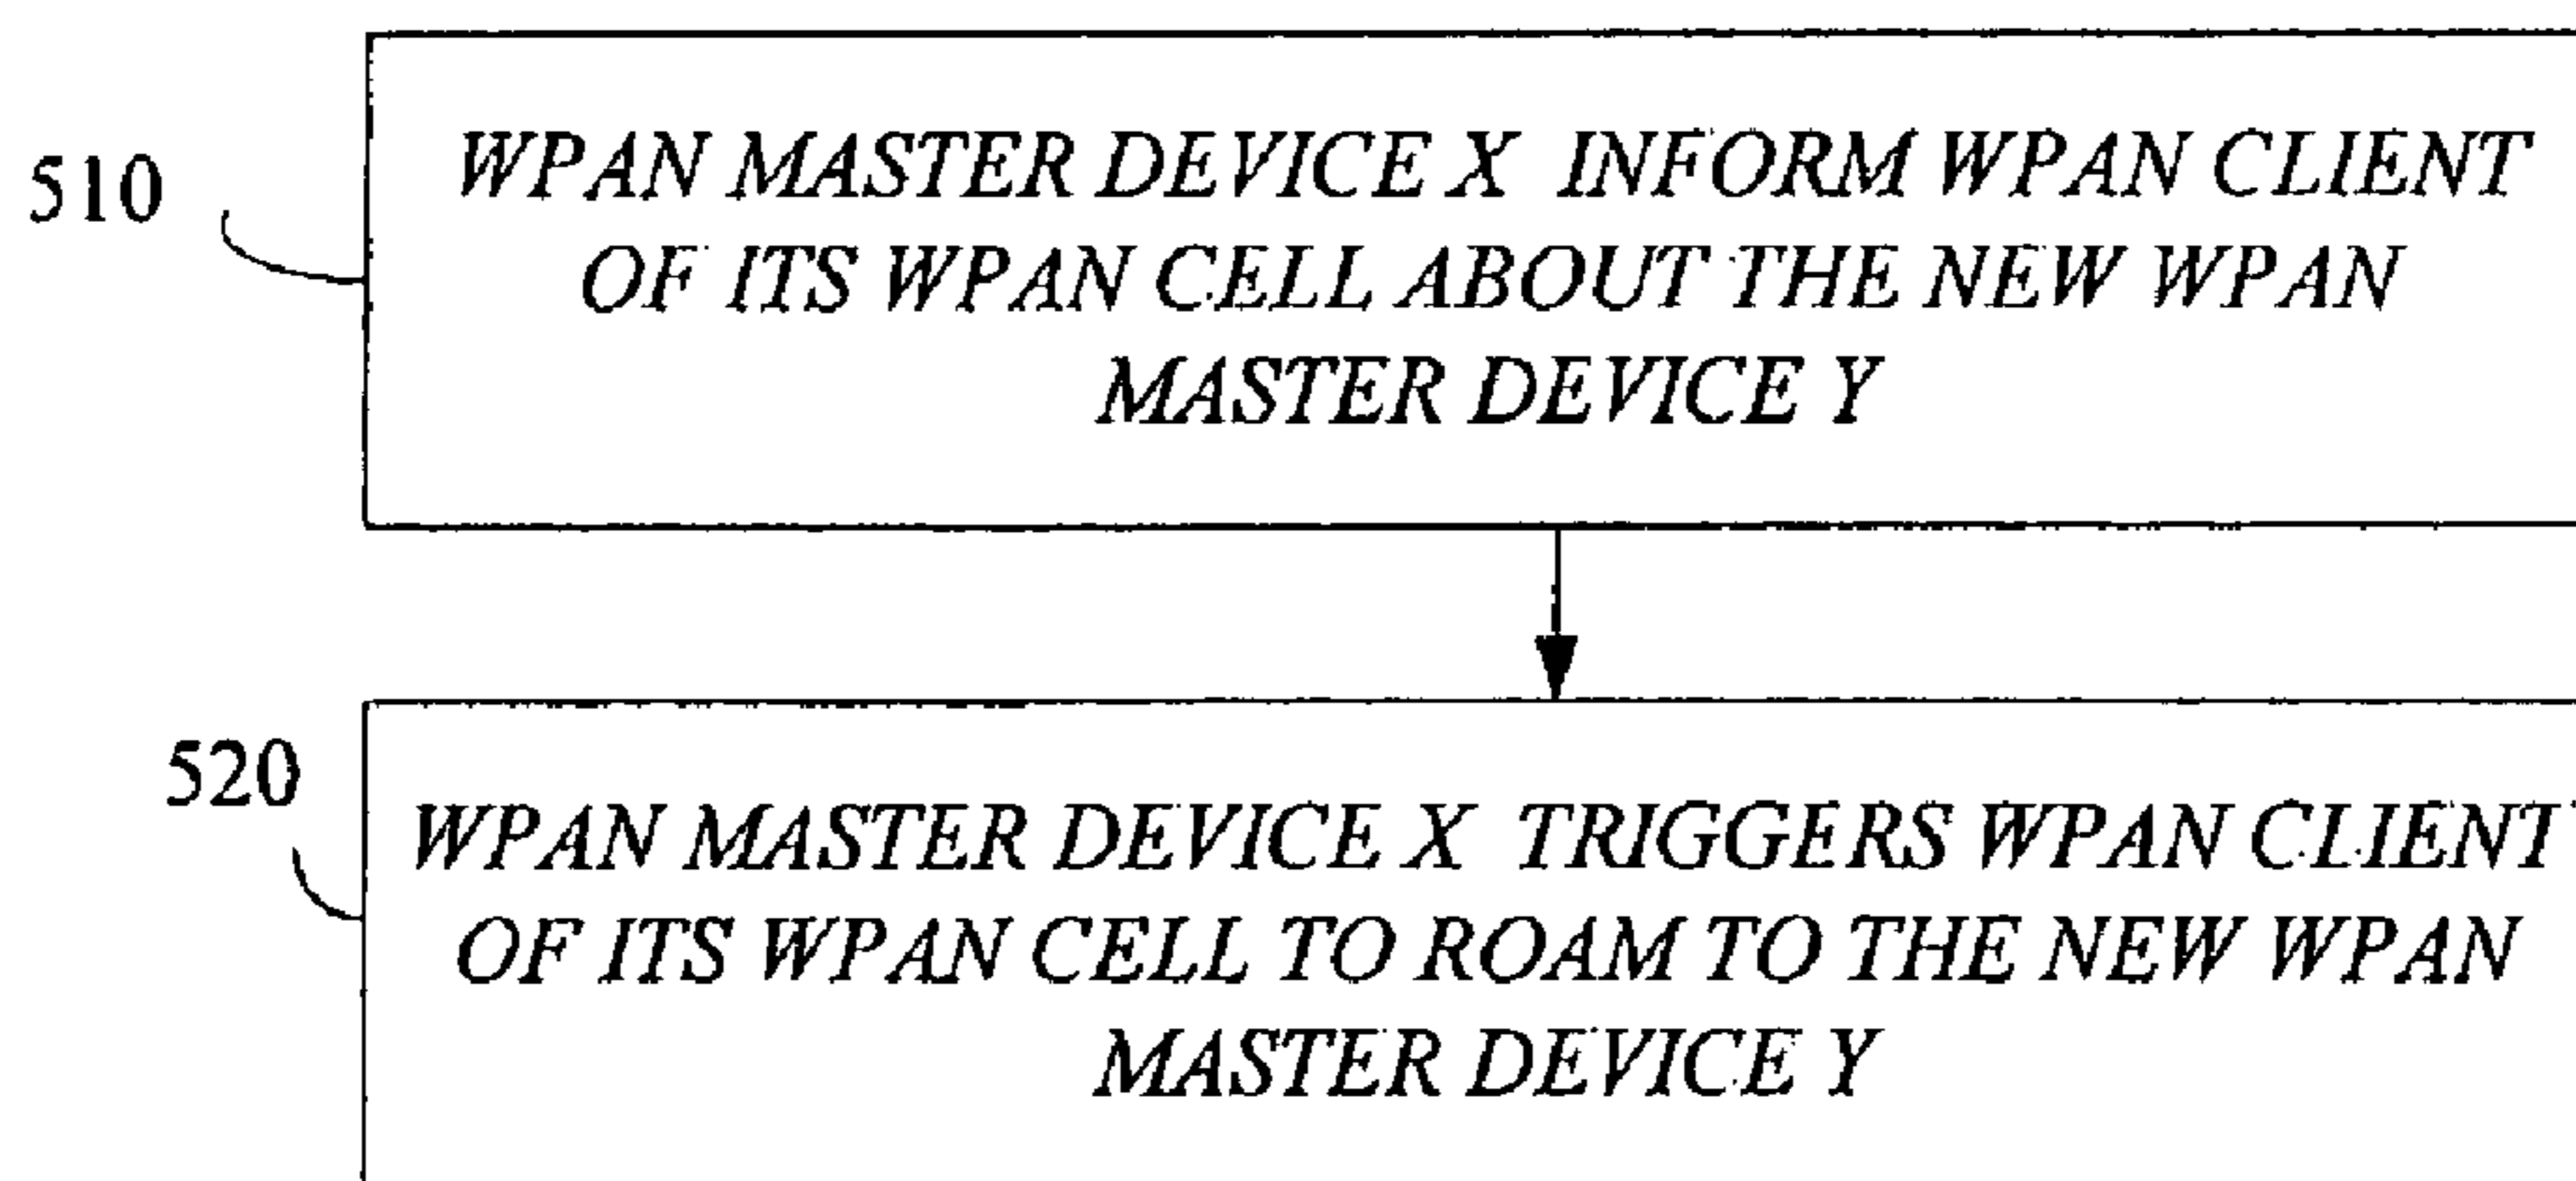 510
WPAN MASTER DEVICE X INFORM WPAN CLIENT
OF ITS WPAN CELL ABOUT THE NEW WPAN
MASTER DEVICE Y
520
WPAN MASTER DEVICE X TRIGGERS WPAN CLIENT
OF ITS WPAN CELL TO ROAM TO THE NEW WPAN
MASTER DEVICE Y